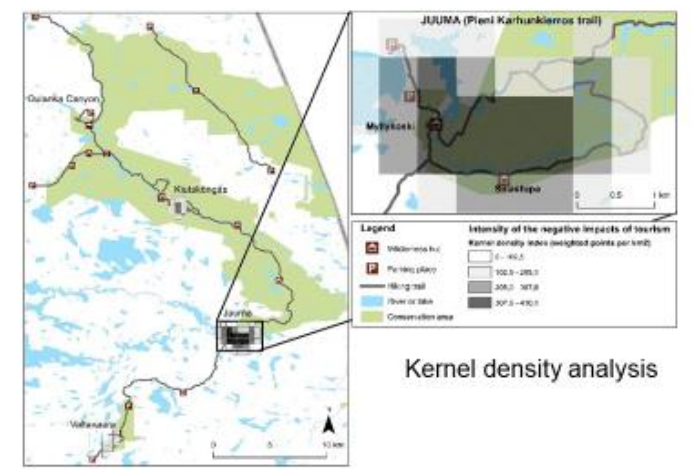 JUUMA (Pieni Karhunkierros trail)
Oulanka Canyon
Kiutaköngäs
Juuma
Myllykoski
0 0.5 1 km
Legend
Wilderness hut
Parking place
Hiking trail
River or lake
Conservation area
Intensity of the negative impacts of tourism
Kernel density index (weighted points per km2)
0 5 10 km
Kernel density analysis